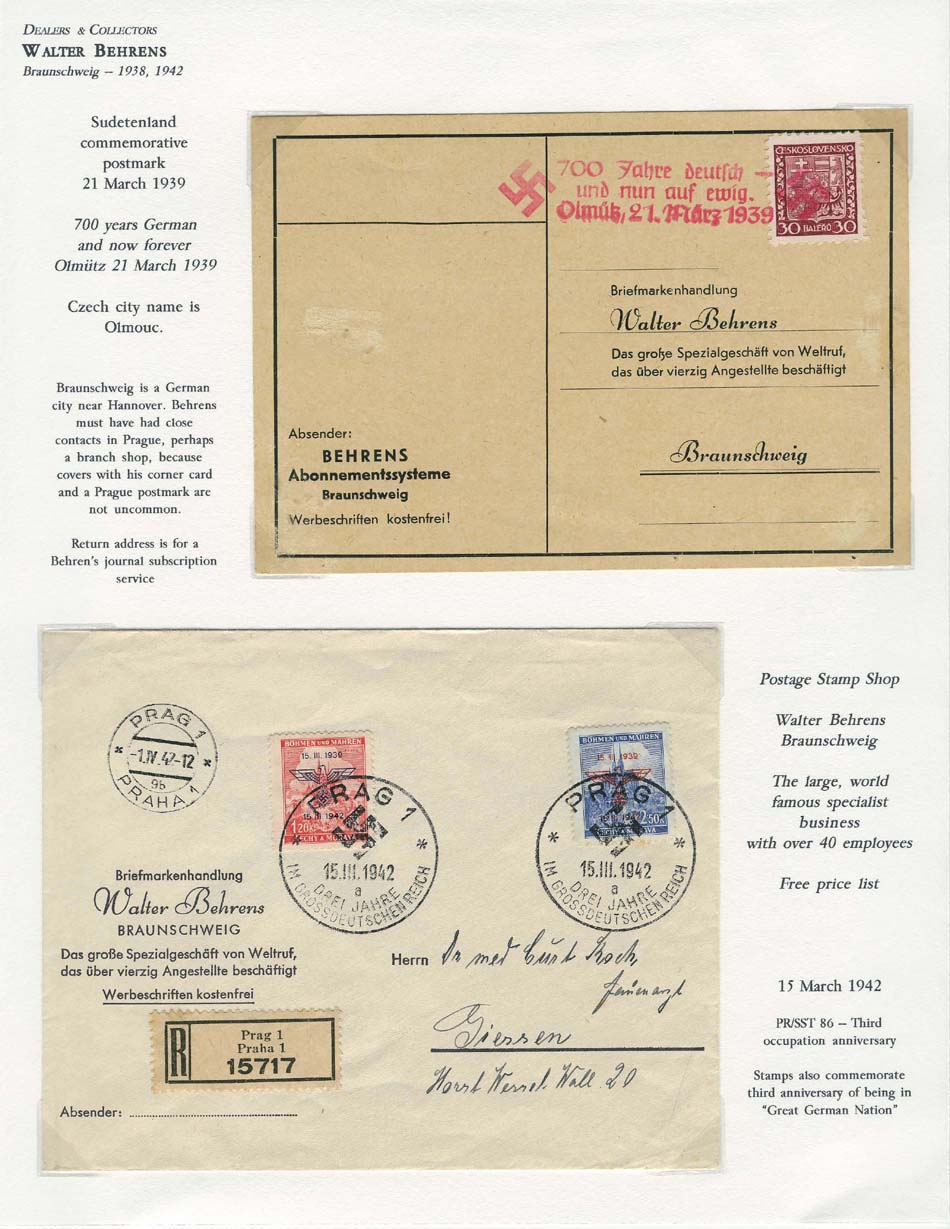 DEALERS & COLLECTORS
WALTER BEHRENS
Braunschweig – 1938, 1942
Sudetenland
commemorative
postmark
21 March 1939
700 years German
and now forever
Olmütz 21 March 1939
Czech city name is
Olmouc.
Braunschweig is a German
city near Hannover. Behrens
must have had close
contacts in Prague, perhaps
a branch shop, because
covers with his corner card
and a Prague postmark are
not uncommon.
Return address is for a
Behren's journal subscription
service
700 Jahre deutsch –
und nun auf ewig.
Olmütz, 21. März 1939
ČESKOSLOVENSKO
30 HALÉŘŮ 30
Briefmarkenhandlung
Walter Behrens
Das große Spezialgeschäft von Weltruf,
das über vierzig Angestellte beschäftigt
Braunschweig
Absender:
BEHRENS
Abonnementssysteme
Braunschweig
Werbeschriften kostenfrei!
PRAG 1
-1.IV.42-12
9b
PRAHA 1
BÖHMEN UND MÄHREN
15. III. 1939
15. III. 1942
1.20K
ČECHY A MORAVA
PRAG 1
15.III.1942
a
DREI JAHRE
IM GROSSDEUTSCHEN REICH
BÖHMEN UND MÄHREN
15. III. 1939
15. III. 1942
2.50K
ČECHY A MORAVA
PRAG 1
15.III.1942
a
DREI JAHRE
IM GROSSDEUTSCHEN REICH
Briefmarkenhandlung
Walter Behrens
BRAUNSCHWEIG
Das große Spezialgeschäft von Weltruf,
das über vierzig Angestellte beschäftigt
Werbeschriften kostenfrei
R
Prag 1
Praha 1
15717
Absender:
Herrn Dr med Curt Koch,
Frauenarzt
Giessen
Horst Wessel Wall 20
Postage Stamp Shop
Walter Behrens
Braunschweig
The large, world
famous specialist
business
with over 40 employees
Free price list
15 March 1942
PR/SST 86 – Third
occupation anniversary
Stamps also commemorate
third anniversary of being in
"Great German Nation"